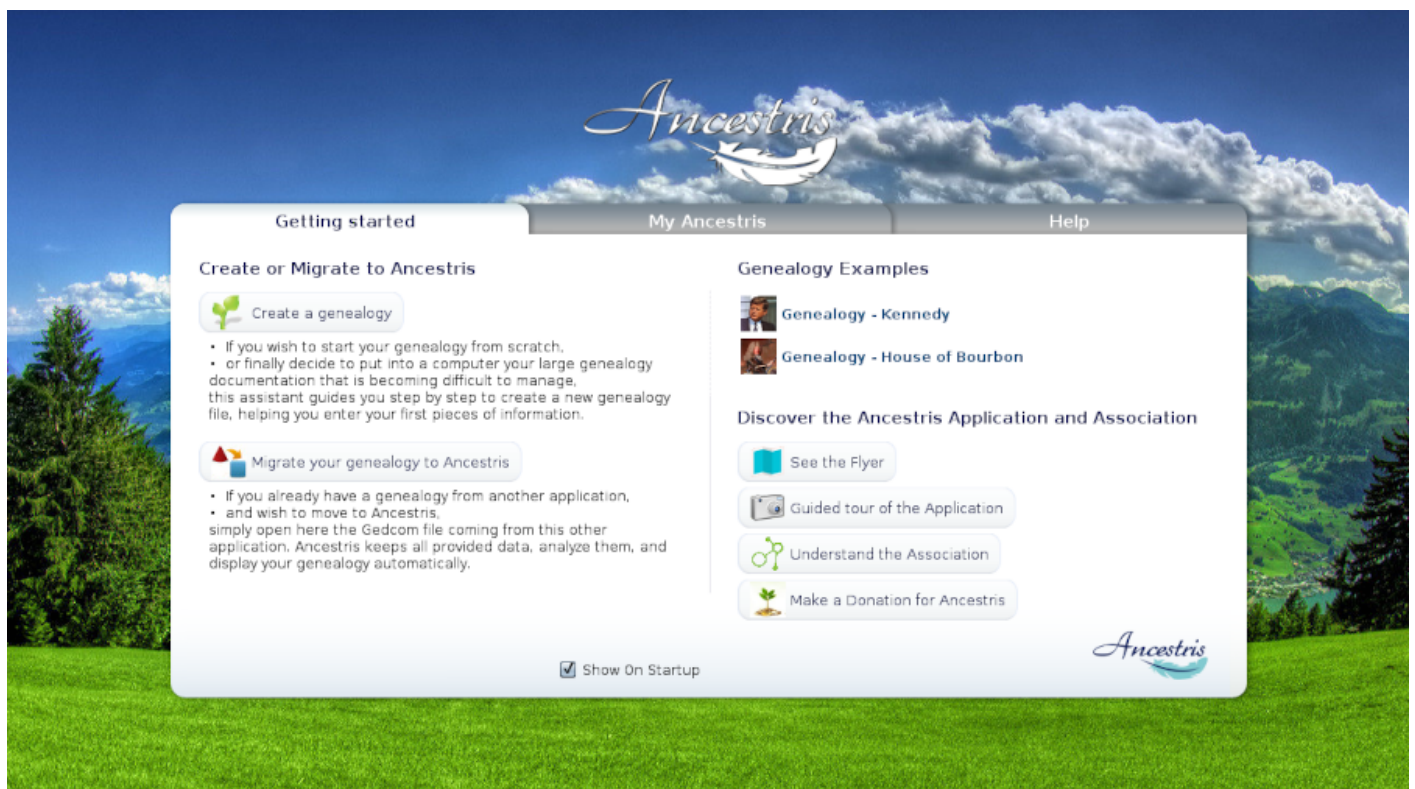 Ancestris
Getting started
My Ancestris
Help
Create or Migrate to Ancestris
Create a genealogy
• If you wish to start your genealogy from scratch,
• or finally decide to put into a computer your large genealogy
documentation that is becoming difficult to manage,
this assistant guides you step by step to create a new genealogy
file, helping you enter your first pieces of information.
Migrate your genealogy to Ancestris
• If you already have a genealogy from another application,
• and wish to move to Ancestris,
simply open here the Gedcom file coming from this other
application. Ancestris keeps all provided data, analyze them, and
display your genealogy automatically.
Genealogy Examples
Genealogy - Kennedy
Genealogy - House of Bourbon
Discover the Ancestris Application and Association
See the Flyer
Guided tour of the Application
Understand the Association
Make a Donation for Ancestris
Ancestris
Show On Startup